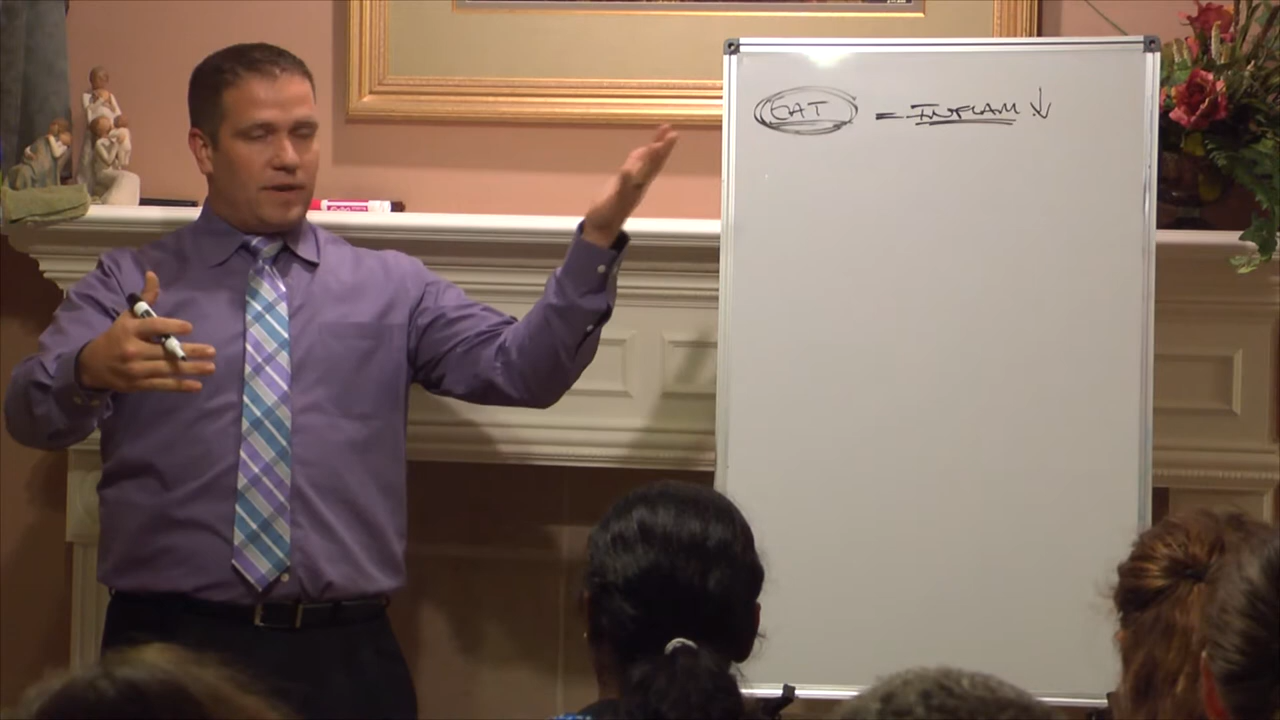 EAT = INFLAM ↓